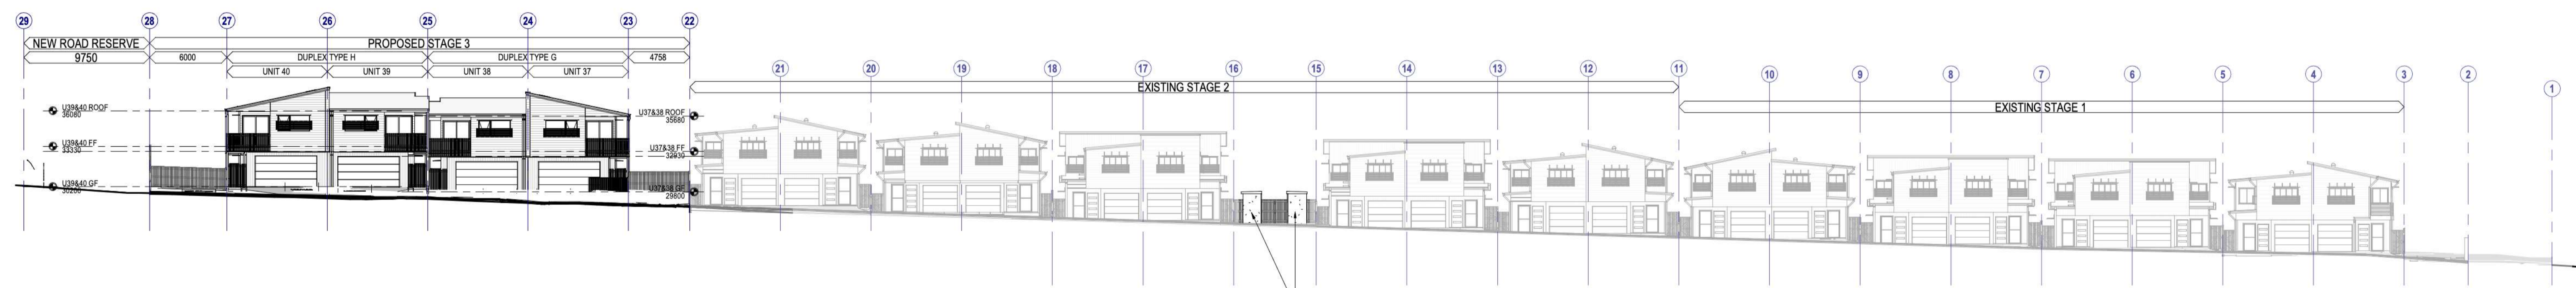 29 28 27 26 25 24 23 22
NEW ROAD RESERVE PROPOSED STAGE 3
9750 6000 DUPLEX TYPE H DUPLEX TYPE G 4758
UNIT 40 UNIT 39 UNIT 38 UNIT 37
21 20 19 18 17 16 15 14 13 12 11 10 9 8 7 6 5 4 3 2 1
EXISTING STAGE 2
EXISTING STAGE 1
U39&40 ROOF
36080
U37&38 ROOF
35680
U39&40 FF
33330
U37&38 FF
32930
U39&40 GF
30200
U37&38 GF
29800